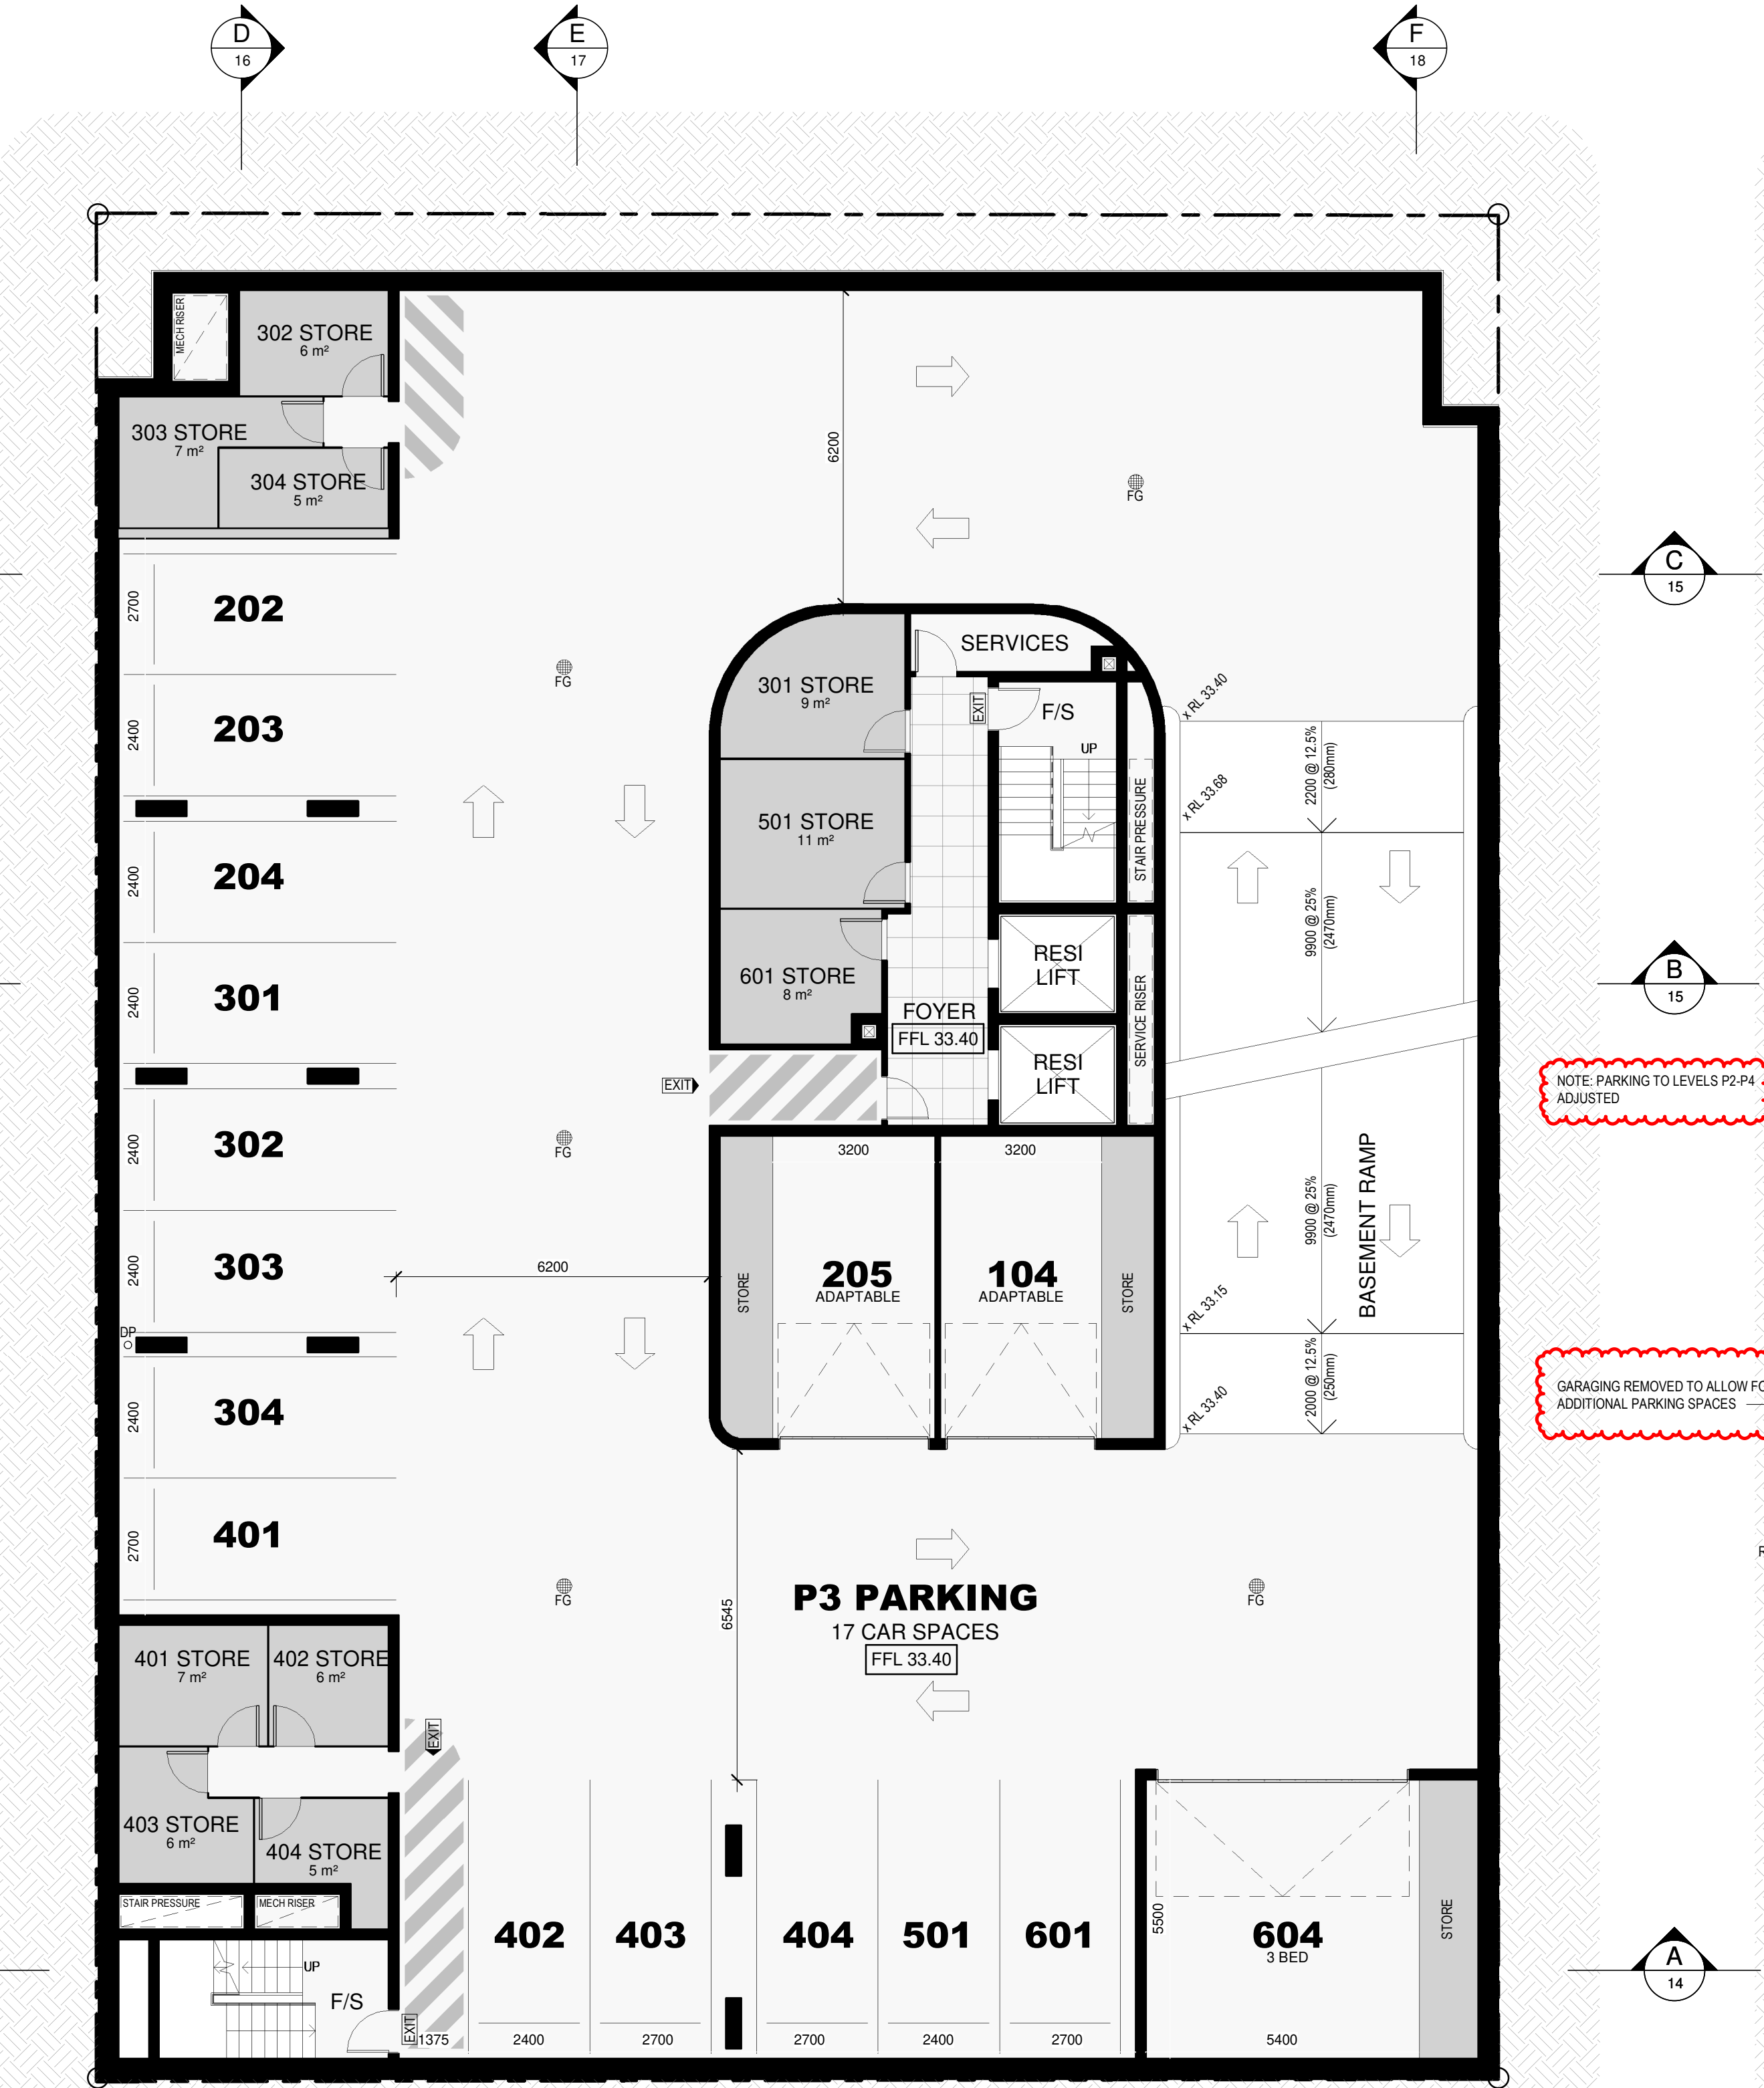 D
16
E
17
F
18
MECH RISER
302 STORE
6 m²
303 STORE
7 m²
304 STORE
5 m²
6200
FG
C
15
2700
202
2400
203
FG
SERVICES
301 STORE
9 m²
EXIT
F/S
UP
x RL 33.40
2200 @ 12.5%
(280mm)
x RL 33.68
501 STORE
11 m²
STAIR PRESSURE
2400
204
9900 @ 25%
(2470mm)
2400
301
601 STORE
8 m²
RESI
LIFT
FOYER
FFL 33.40
RESI
LIFT
SERVICE RISER
B
15
EXIT
NOTE: PARKING TO LEVELS P2-P4
ADJUSTED
2400
302
FG
3200
3200
BASEMENT RAMP
9900 @ 25%
(2470mm)
2400
303
6200
STORE
205
ADAPTABLE
104
ADAPTABLE
STORE
x RL 33.15
DP
2000 @ 12.5%
(250mm)
x RL 33.40
GARAGING REMOVED TO ALLOW FO
ADDITIONAL PARKING SPACES
2400
304
2700
401
FG
6545
P3 PARKING
17 CAR SPACES
FFL 33.40
FG
R
401 STORE
7 m²
402 STORE
6 m²
EXIT
403 STORE
6 m²
404 STORE
5 m²
STAIR PRESSURE
MECH RISER
UP
F/S
EXIT
1375
402
403
404
501
601
5500
604
3 BED
STORE
2400
2700
2700
2400
2700
5400
A
14